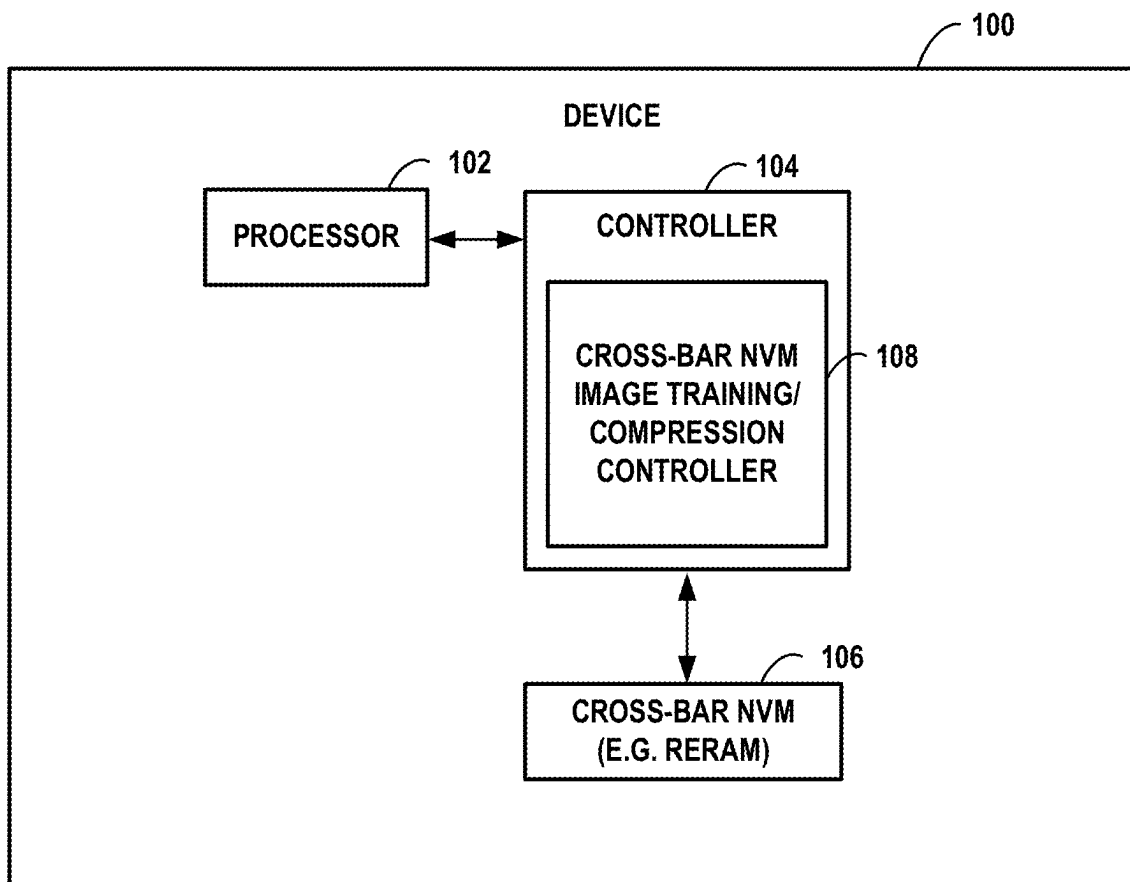 100
DEVICE
102
104
PROCESSOR
CONTROLLER
CROSS-BAR NVM
IMAGE TRAINING/
COMPRESSION
CONTROLLER
108
106
CROSS-BAR NVM
(E.G. RERAM)